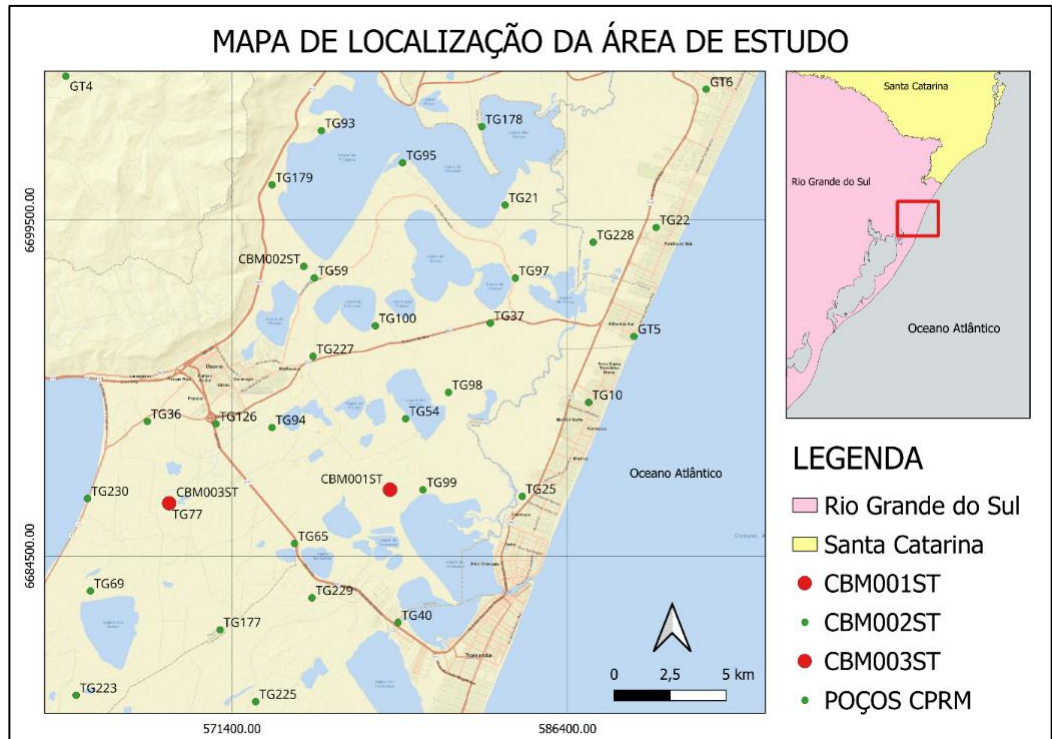 MAPA DE LOCALIZAÇÃO DA ÁREA DE ESTUDO
GT4
GT6
TG93
TG178
TG95
TG179
TG21
TG22
TG228
CBM002ST
TG59
TG97
TG100
TG37
GT5
TG227
TG98
TG10
TG36
TG126
TG94
TG54
Osório
CBM003ST
TG77
CBM001ST
TG99
TG25
TG230
TG65
TG69
TG229
TG40
TG177
Tramandaí
TG223
TG225
Oceano Atlântico
6699500.00
6684500.00
571400.00
586400.00
0 2,5 5 km
Santa Catarina
Rio Grande do Sul
Oceano Atlântico
LEGENDA
Rio Grande do Sul
Santa Catarina
CBM001ST
CBM002ST
CBM003ST
POÇOS CPRM